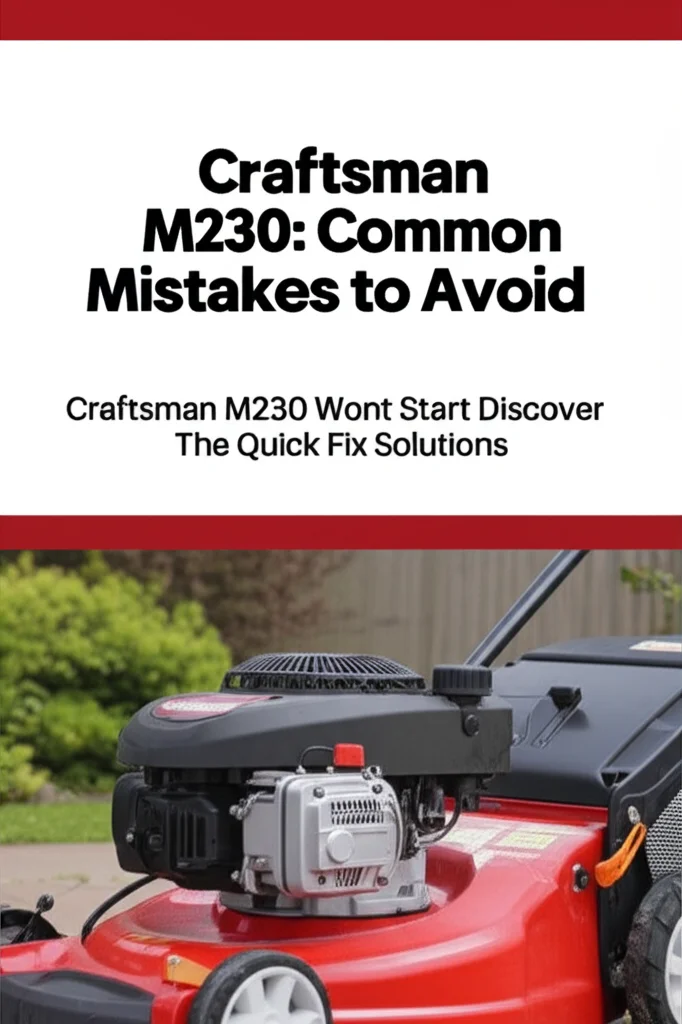 Craftsman
M230: Common
Mistakes to Avoid
Craftsman M230 Wont Start Discover
The Quick Fix Solutions